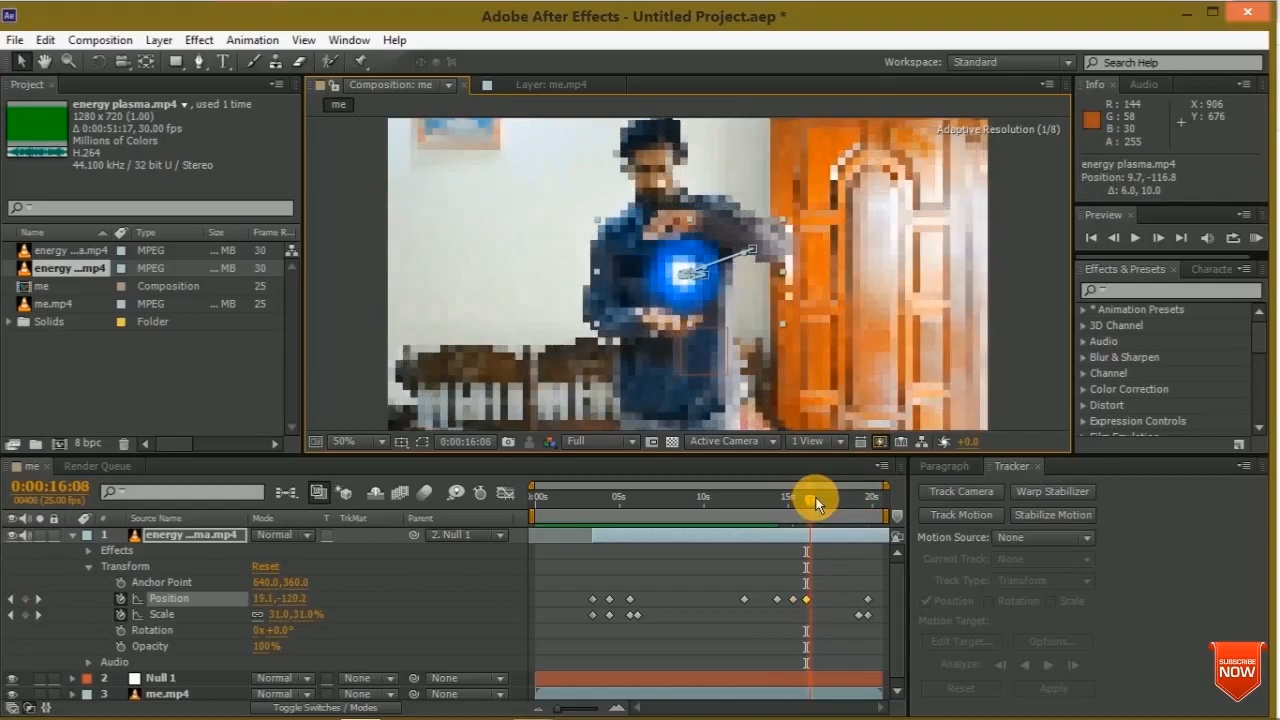 Adobe After Effects - Untitled Project.aep *
File Edit Composition Layer Effect Animation View Window Help
Workspace: Standard Search Help
Project Composition: me Layer: me.mp4 Info Audio
energy plasma.mp4 , used 1 time
1280 x 720 (1.00)
Δ 0:00:51:17, 30.00 fps
Millions of Colors
H.264
44.100 kHz / 32 bit U / Stereo
me
Adaptive Resolution (1/8)
R : 144 X : 906
G : 58 Y : 676
B : 30
A : 255
energy plasma.mp4
Position: 9.7, -116.8
Δ: 6.0, 10.0
Name Type Size Frame R...
energy ...a.mp4 MPEG ... MB 30
energy ...mp4 MPEG ... MB 30
me Composition 25
me.mp4 MPEG ... MB 25
Solids Folder
Preview
Effects & Presets Characte
* Animation Presets
3D Channel
Audio
Blur & Sharpen
Channel
Color Correction
Distort
Expression Controls
8 bpc
50% 0:00:16:06 Full Active Camera 1 View +0.0
me Render Queue
0:00:16:08
00408 (25.00 fps)
:00s 05s 10s 15s 20s
# Source Name Mode T TrkMat Parent
1 energy ...ma.mp4 Normal 2. Null 1
Effects
Transform Reset
Anchor Point 640.0,360.0
Position 19.1,-120.2
Scale 31.0,31.0%
Rotation 0x+0.0°
Opacity 100%
Audio
2 Null 1 Normal None None
3 me.mp4 Normal None None
Toggle Switches / Modes
Paragraph Tracker
Track Camera Warp Stabilizer
Track Motion Stabilize Motion
Motion Source: None
Current Track: None
Track Type: Transform
Position Rotation Scale
Motion Target:
Edit Target... Options...
Analyze:
Reset Apply
SUBSCRIBE
NOW